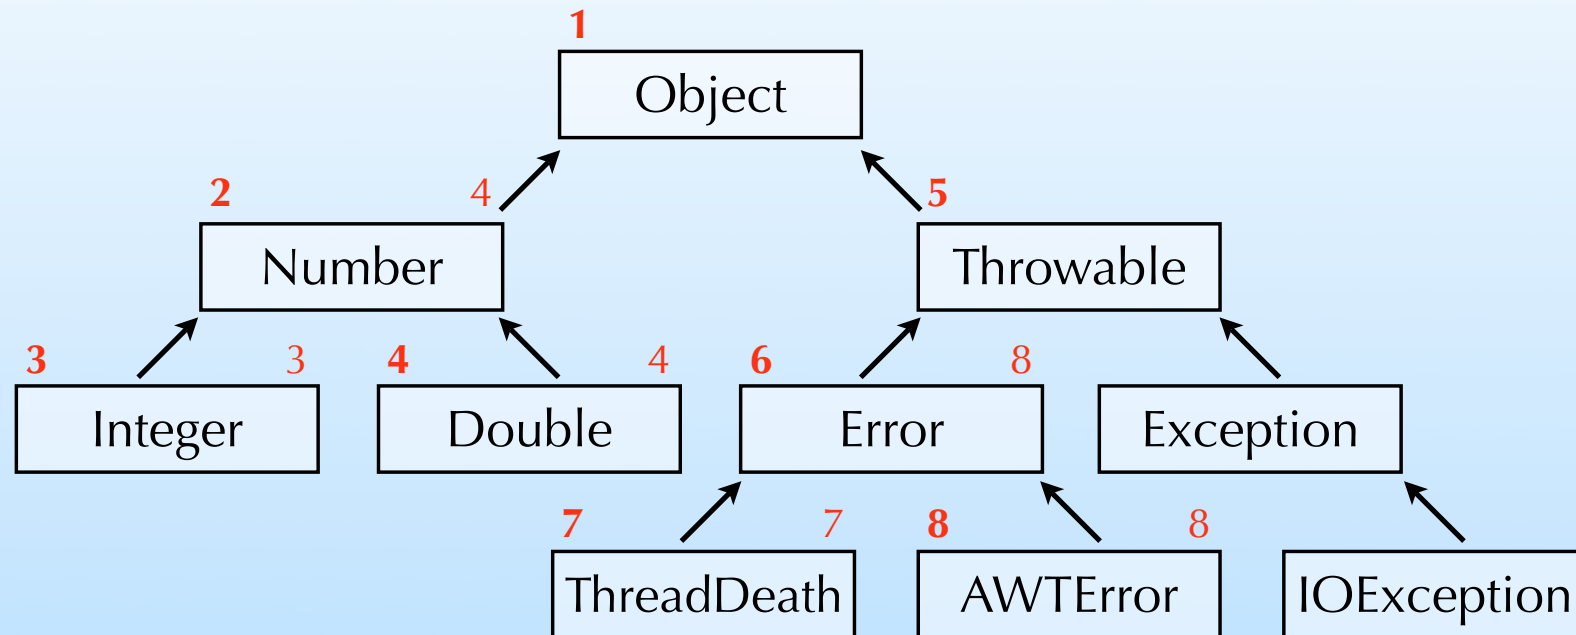 1
Object
2 4 5
Number Throwable
3 3 4 4 6 8
Integer Double Error Exception
7 7 8 8
ThreadDeath AWTError IOException